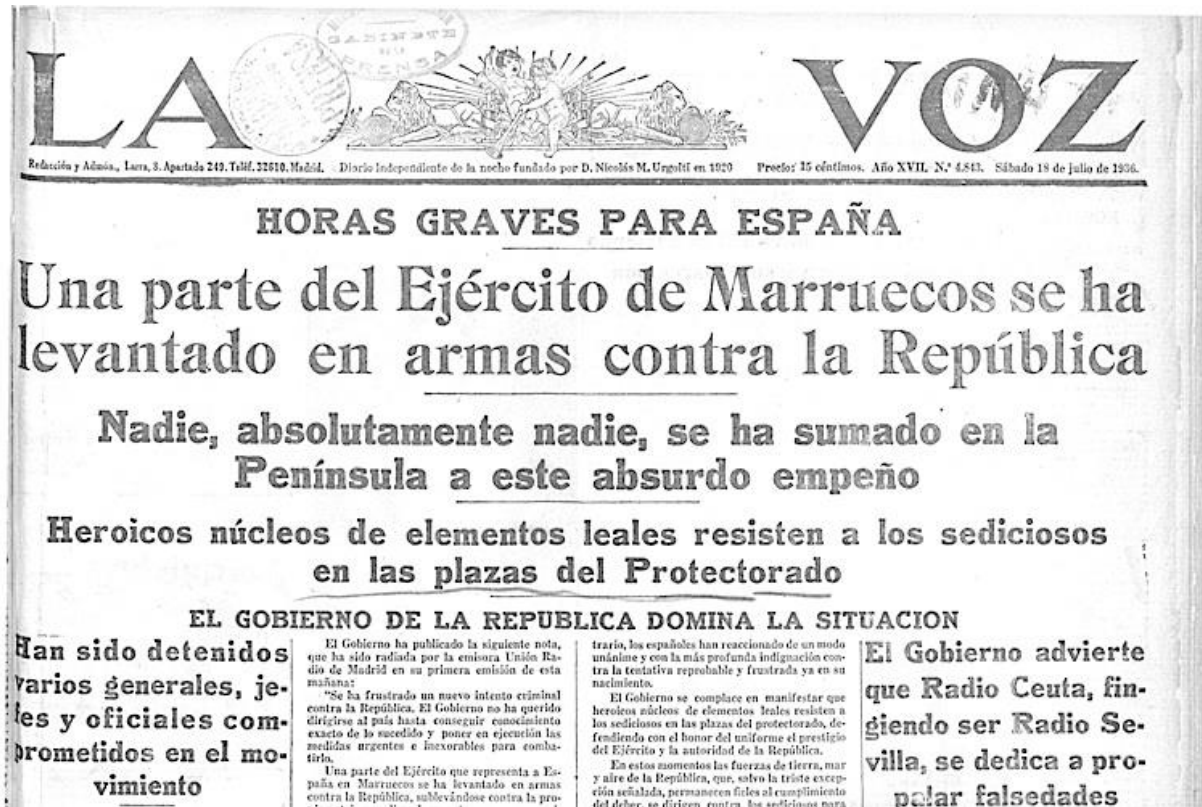 GABINETE
DE
PRENSA
LA VOZ
Redacción y Admón., Larra, 8. Apartado 249. Teléf. 32610. Madrid. Diario independiente de la noche fundado por D. Nicolás M. Urgoiti en 1920 Precio: 15 céntimos. Año XVII. N.º 4.843. Sábado 18 de julio de 1936.
HORAS GRAVES PARA ESPAÑA
Una parte del Ejército de Marruecos se ha
levantado en armas contra la República
Nadie, absolutamente nadie, se ha sumado en la
Península a este absurdo empeño
Heroicos núcleos de elementos leales resisten a los sediciosos
en las plazas del Protectorado
EL GOBIERNO DE LA REPUBLICA DOMINA LA SITUACION
Han sido detenidos
varios generales, je-
fes y oficiales com-
prometidos en el mo-
vimiento
El Gobierno ha publicado la siguiente nota,
que ha sido radiada por la emisora Unión Ra-
dio de Madrid en su primera emisión de esta
mañana:
"Se ha frustrado un nuevo intento criminal
contra la República. El Gobierno no ha querido
dirigirse al país hasta conseguir conocimiento
exacto de lo sucedido y poner en ejecución las
medidas urgentes e inexorables para comba-
tirlo.
Una parte del Ejército que representa a Es-
paña en Marruecos se ha levantado en armas
contra la República, sublevándose contra la pro-
trario, los españoles han reaccionado de un modo
unánime y con la más profunda indignación con-
tra la tentativa reprobable y frustrada ya en su
nacimiento.
El Gobierno se complace en manifestar que
heroicos núcleos de elementos leales resisten a
los sediciosos en las plazas del protectorado, de-
fendiendo con el honor del uniforme el prestigio
del Ejército y la autoridad de la República.
En estos momentos las fuerzas de tierra, mar
y aire de la República, que, salvo la triste excep-
ción señalada, permanecen fieles al cumplimiento
del deber, se dirigen contra los sediciosos para
El Gobierno advierte
que Radio Ceuta, fin-
giendo ser Radio Se-
villa, se dedica a pro-
palar falsedades